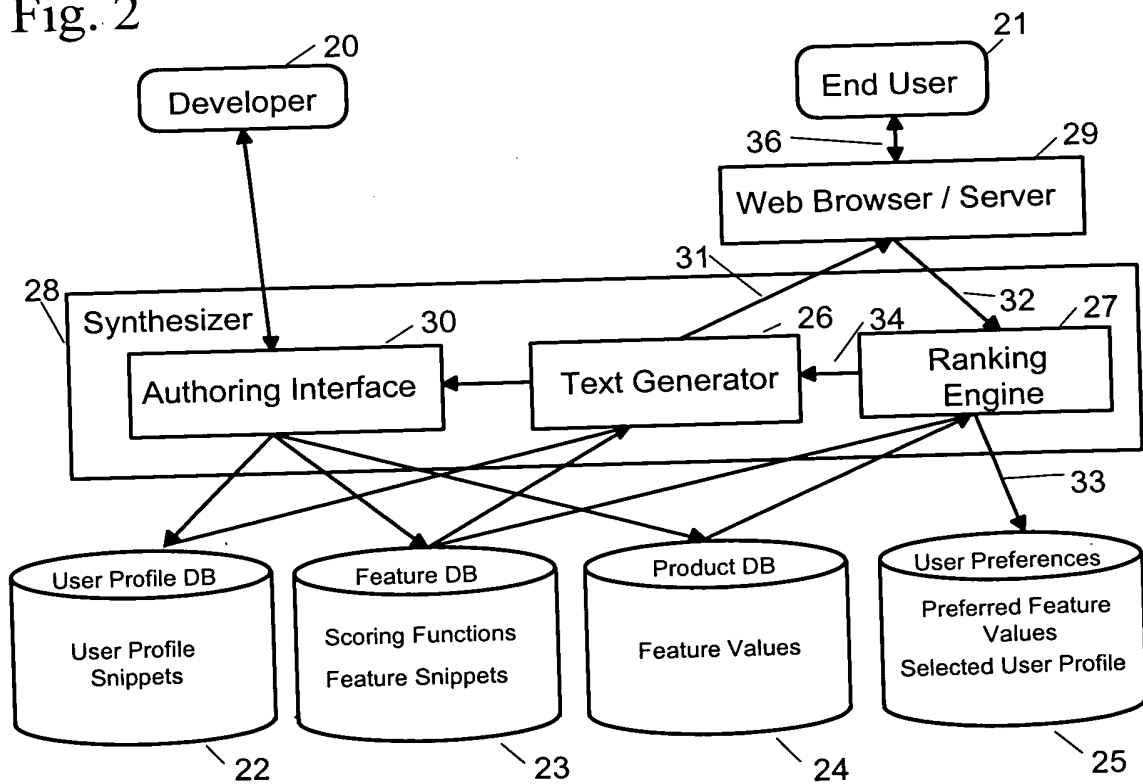 Fig. 2
20
21
Developer
End User
36
29
Web Browser / Server
31
32
28
Synthesizer
30
26
34
27
Authoring Interface
Text Generator
Ranking
Engine
33
User Profile DB
Feature DB
Product DB
User Preferences
User Profile
Snippets
Scoring Functions
Feature Snippets
Feature Values
Preferred Feature
Values
Selected User Profile
22
23
24
25